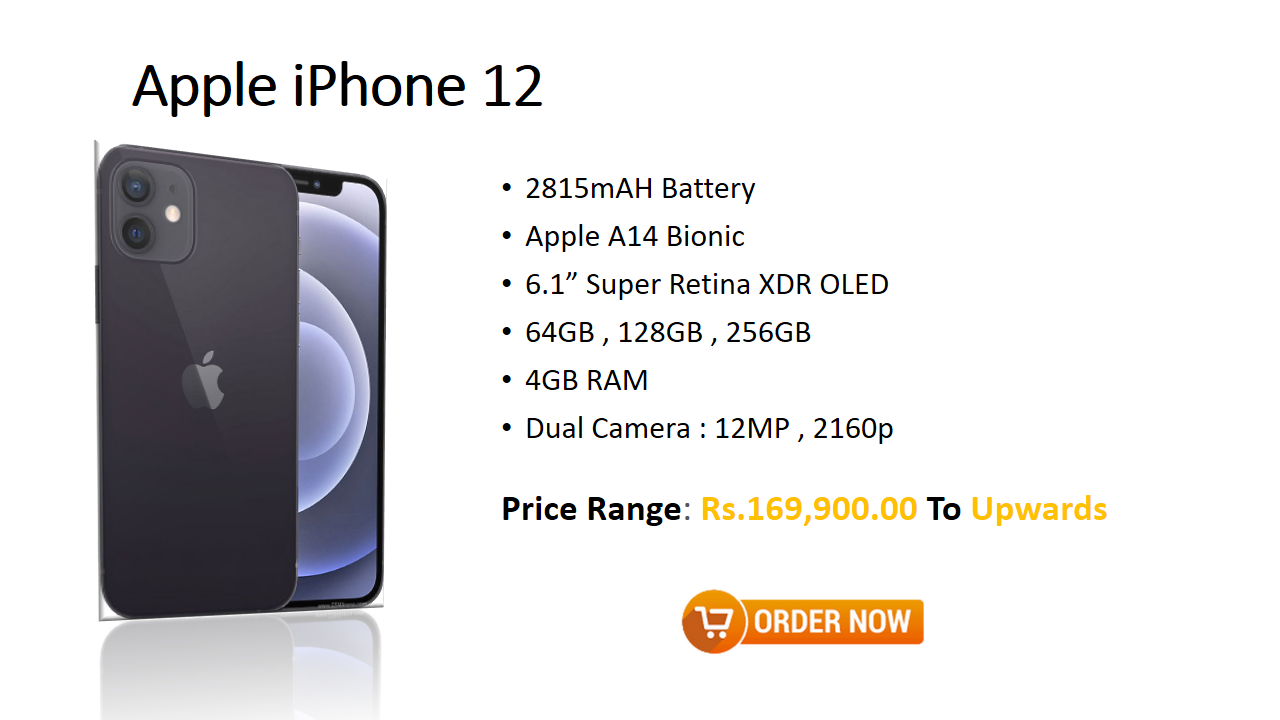 Apple iPhone 12
• 2815mAH Battery
• Apple A14 Bionic
• 6.1” Super Retina XDR OLED
• 64GB , 128GB , 256GB
• 4GB RAM
• Dual Camera : 12MP , 2160p
Price Range: Rs.169,900.00 To Upwards
ORDER NOW